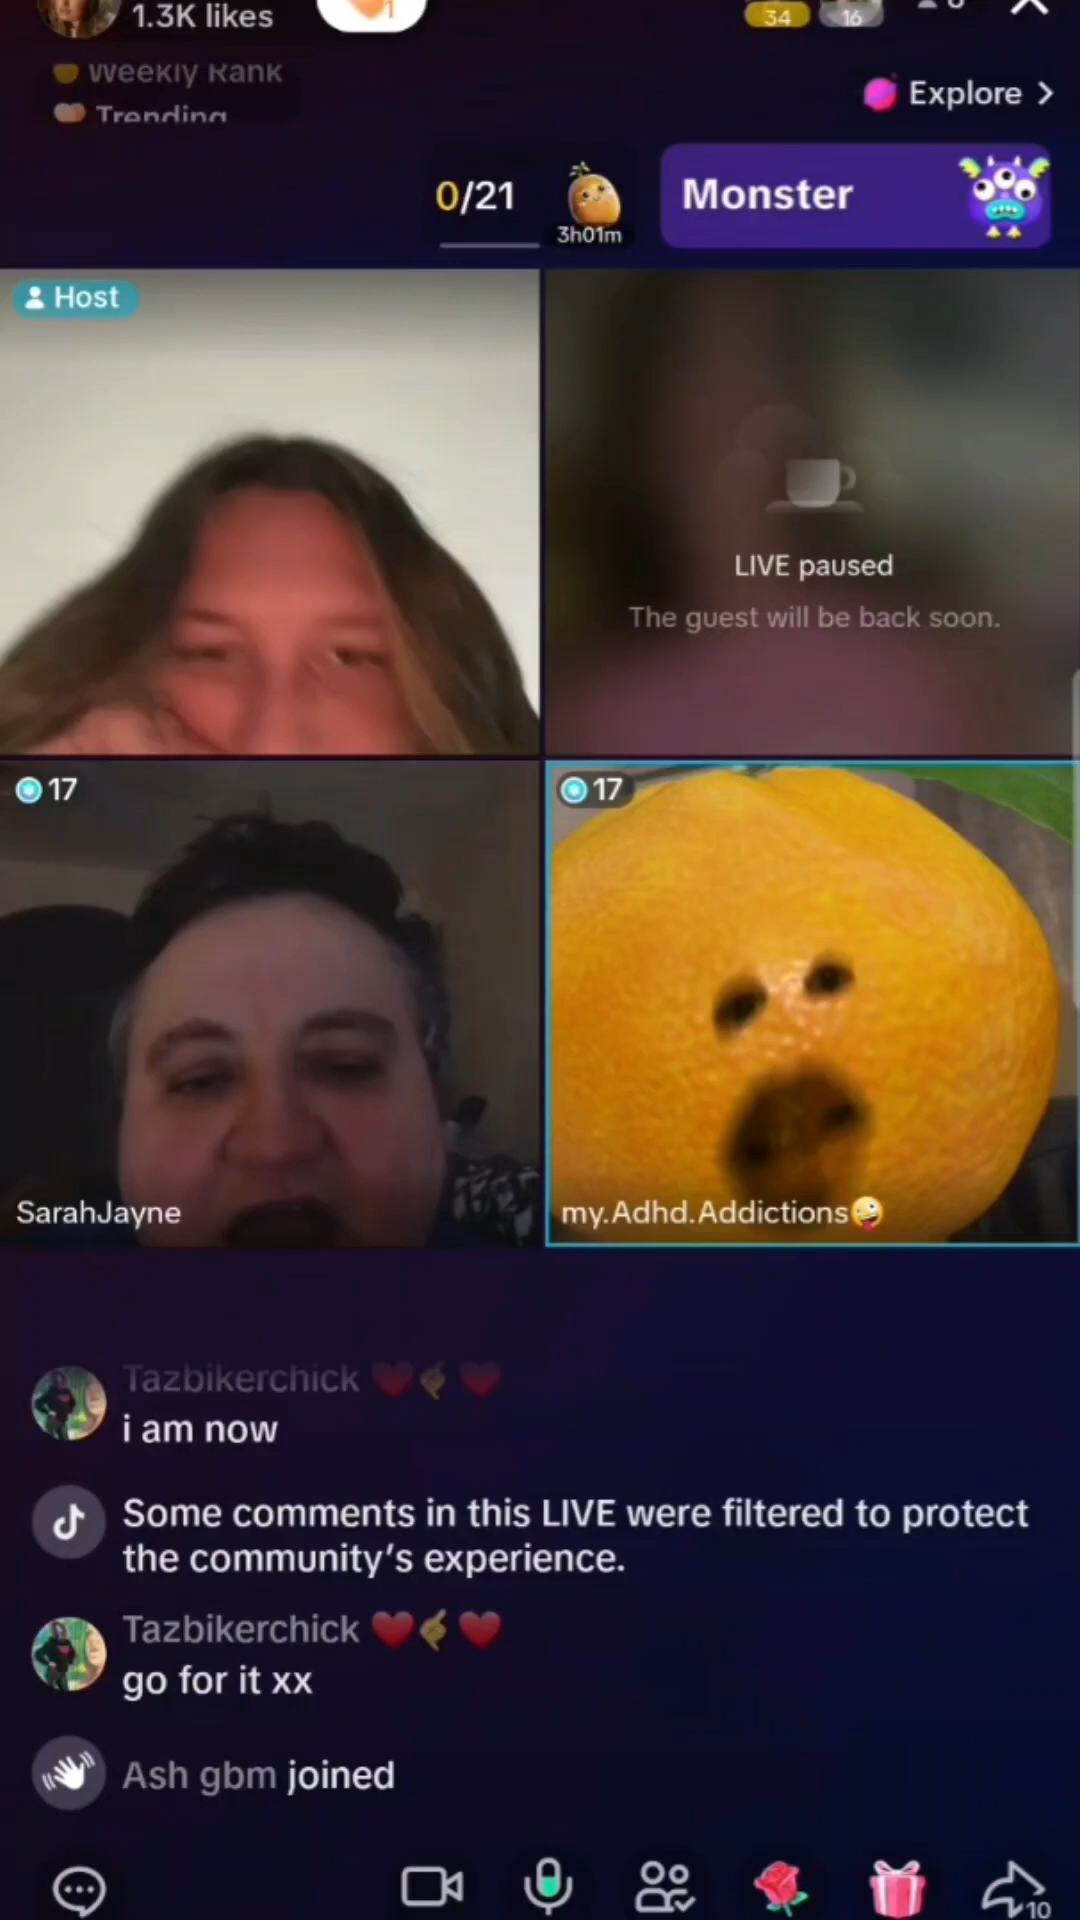 1.3K likes
1
34
16
Weekly Rank
Trending
Explore >
0/21
3h01m
Monster
Host
LIVE paused
The guest will be back soon.
17
17
SarahJayne
my.Adhd.Addictions🤪
Tazbikerchick ❤️🫰❤️
i am now
Some comments in this LIVE were filtered to protect
the community's experience.
Tazbikerchick ❤️🫰❤️
go for it xx
Ash gbm joined
10